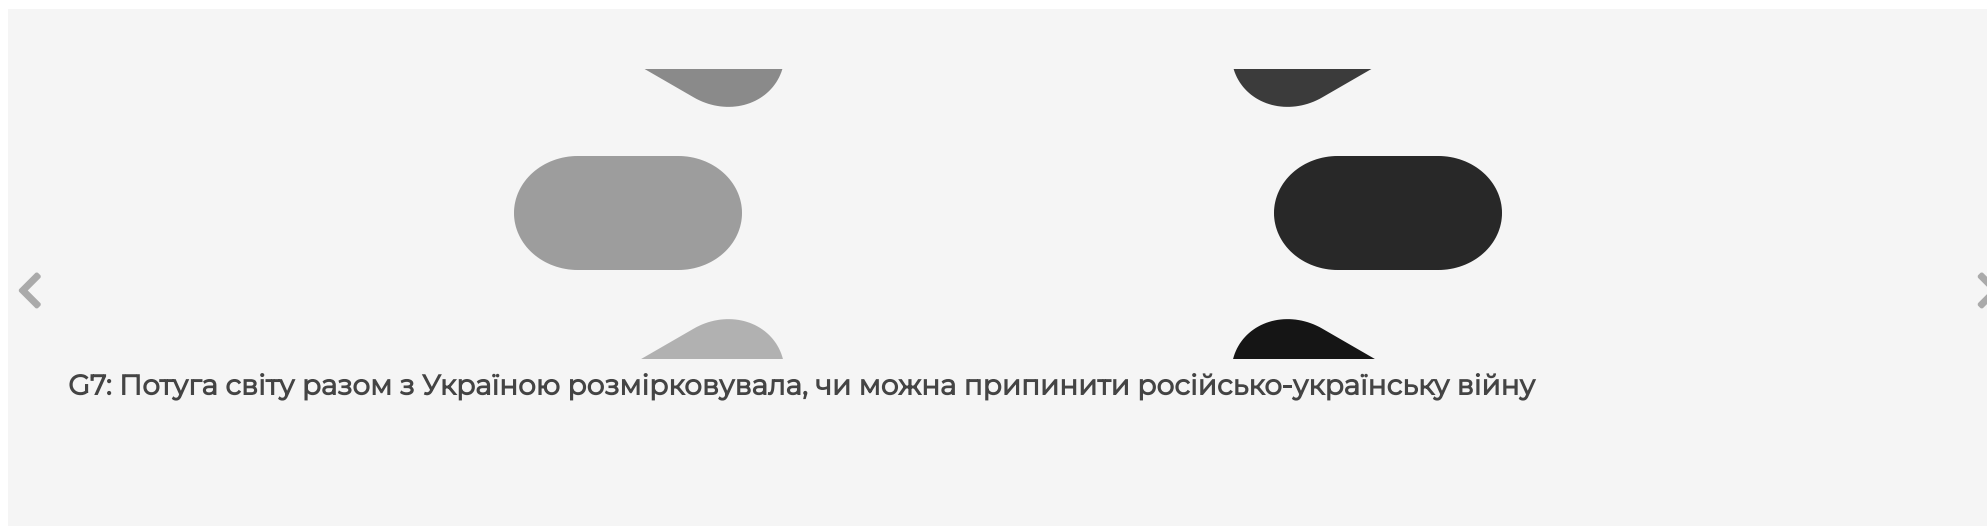 G7: Потуга світу разом з Україною розмірковувала, чи можна припинити російсько-українську війну